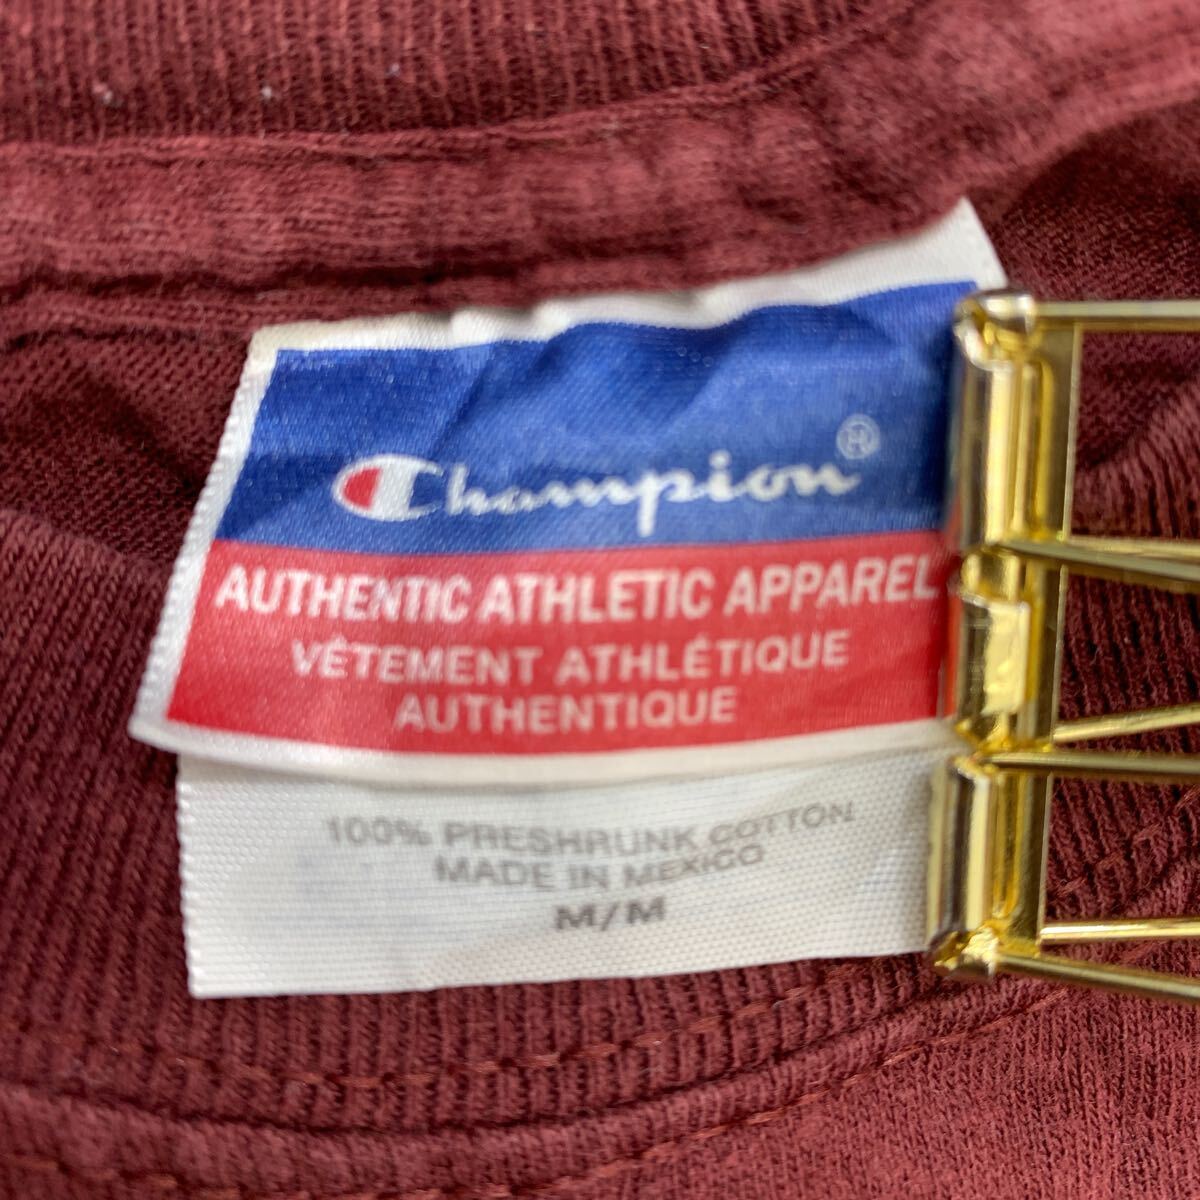 Champion®
AUTHENTIC ATHLETIC APPAREL
VÊTEMENT ATHLÉTIQUE
AUTHENTIQUE
100% PRESHRUNK COTTON
MADE IN MEXICO
M/M